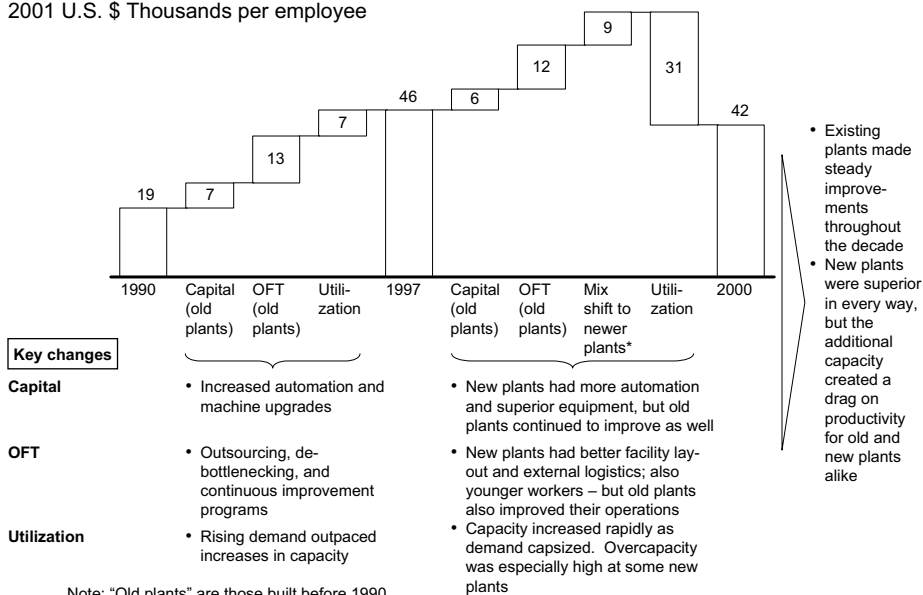 2001 U.S. $ Thousands per employee
9
12
31
46
6
42
7
13
19
7
1990
Capital
(old
plants)
OFT
(old
plants)
Utili-
zation
1997
Capital
(old
plants)
OFT
(old
plants)
Mix
shift to
newer
plants*
Utili-
zation
2000
• Existing
plants made
steady
improve-
ments
throughout
the decade
• New plants
were superior
in every way,
but the
additional
capacity
created a
drag on
productivity
for old and
new plants
alike
Key changes
Capital
• Increased automation and
machine upgrades
• New plants had more automation
and superior equipment, but old
plants continued to improve as well
OFT
• Outsourcing, de-
bottlenecking, and
continuous improvement
programs
• New plants had better facility lay-
out and external logistics; also
younger workers – but old plants
also improved their operations
Utilization
• Rising demand outpaced
increases in capacity
• Capacity increased rapidly as
demand capsized. Overcapacity
was especially high at some new
plants
Note: “Old plants” are those built before 1990